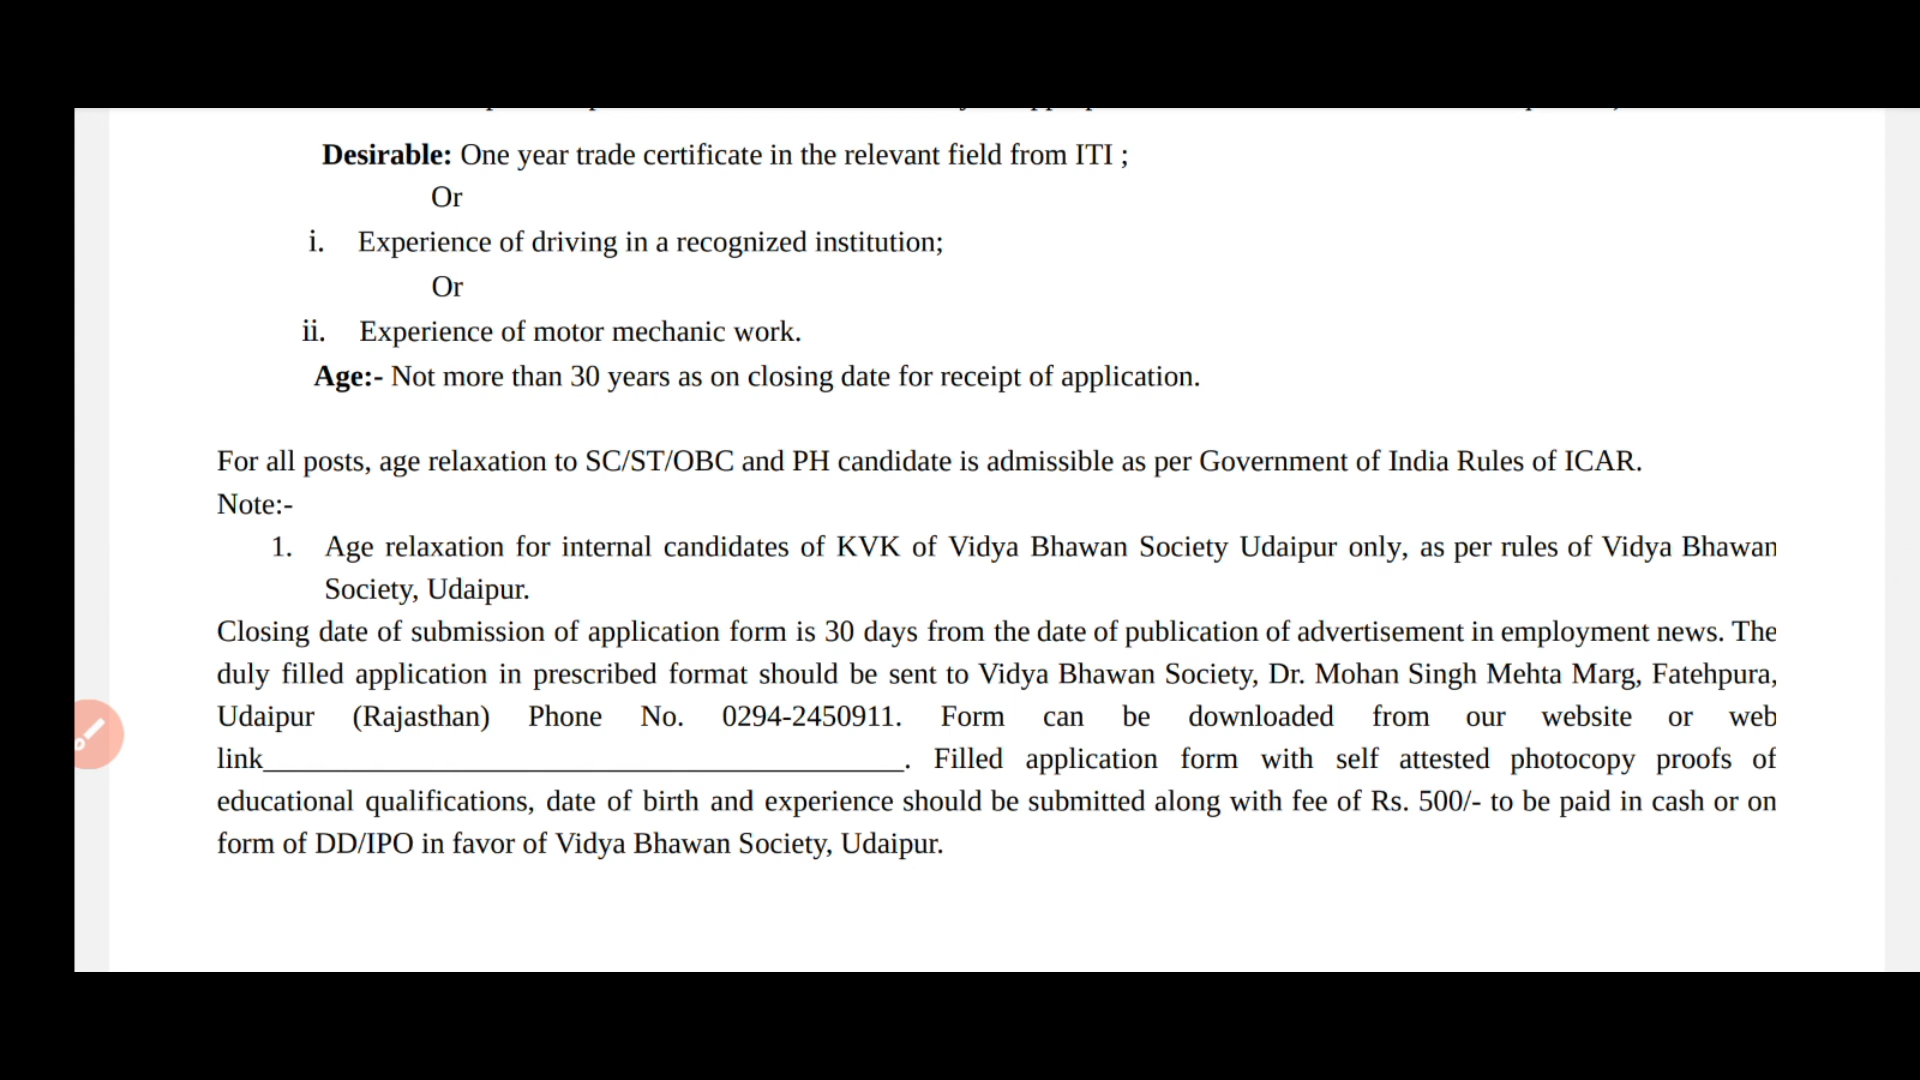 Desirable: One year trade certificate in the relevant field from ITI ;
Or
i. Experience of driving in a recognized institution;
Or
ii. Experience of motor mechanic work.
Age:- Not more than 30 years as on closing date for receipt of application.
For all posts, age relaxation to SC/ST/OBC and PH candidate is admissible as per Government of India Rules of ICAR.
Note:-
1. Age relaxation for internal candidates of KVK of Vidya Bhawan Society Udaipur only, as per rules of Vidya Bhawan
Society, Udaipur.
Closing date of submission of application form is 30 days from the date of publication of advertisement in employment news. The
duly filled application in prescribed format should be sent to Vidya Bhawan Society, Dr. Mohan Singh Mehta Marg, Fatehpura,
Udaipur (Rajasthan) Phone No. 0294-2450911. Form can be downloaded from our website or web
link___________________________________________. Filled application form with self attested photocopy proofs of
educational qualifications, date of birth and experience should be submitted along with fee of Rs. 500/- to be paid in cash or on
form of DD/IPO in favor of Vidya Bhawan Society, Udaipur.